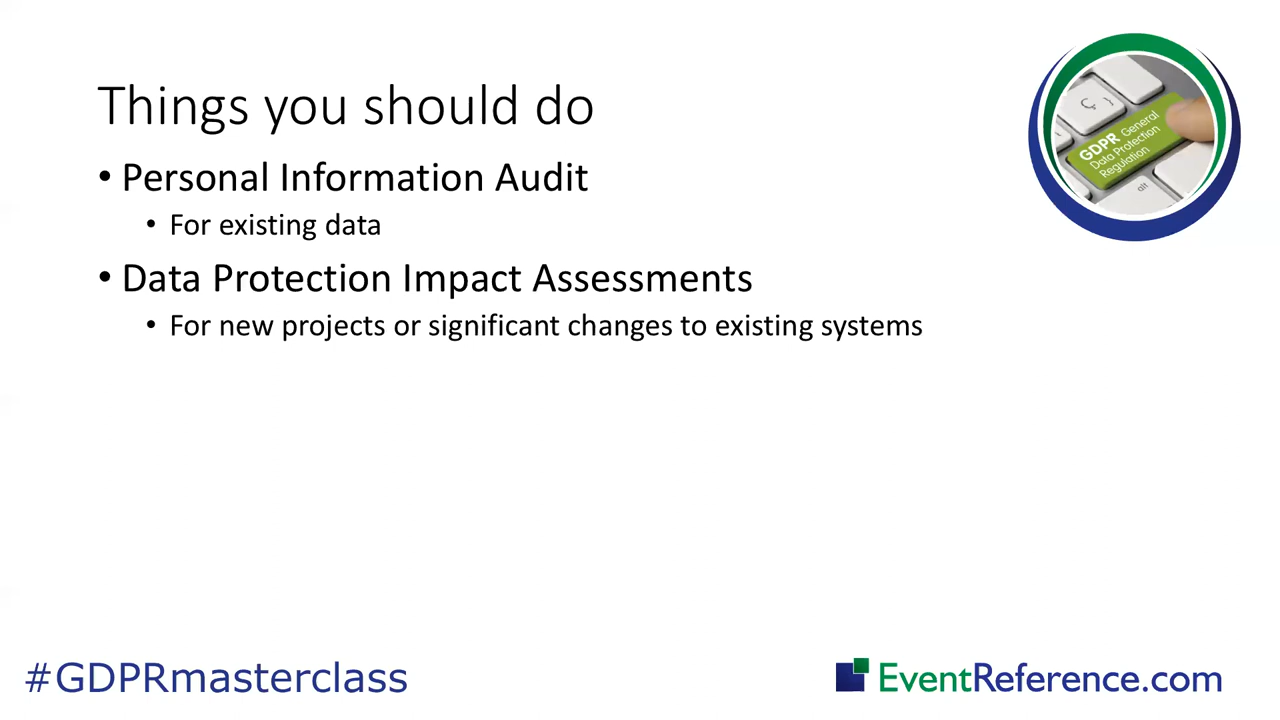 Things you should do
• Personal Information Audit
• For existing data
• Data Protection Impact Assessments
• For new projects or significant changes to existing systems
GDPR General
Data Protection
Regulation
alt
#GDPRmasterclass
EventReference.com